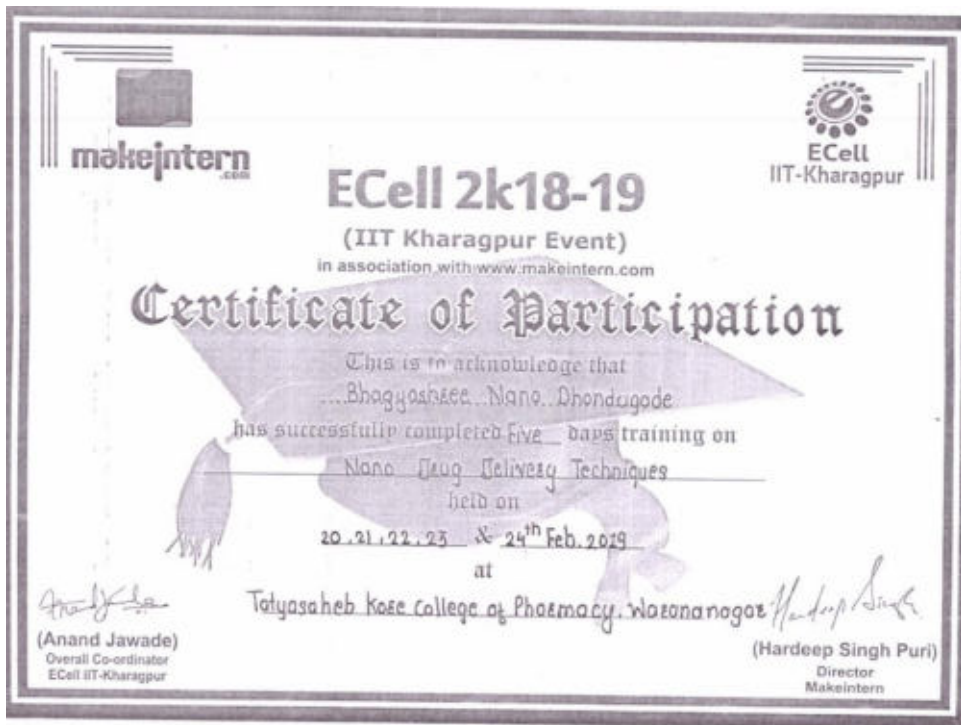 makeintern
.com
ECell
IIT-Kharagpur
ECell 2k18-19
(IIT Kharagpur Event)
in association with www.makeintern.com
Certificate of Participation
This is to acknowledge that
Bhagyashree Nana Dhondugade
has successfully completed Five days training on
Nano Drug Delivery Techniques
held on
20,21,22,23 & 24th Feb. 2019
at
Tatyasaheb Kore College of Pharmacy, Warananagar
(Anand Jawade)
Overall Co-ordinator
ECell IIT-Kharagpur
Hardeep Singh
(Hardeep Singh Puri)
Director
Makeintern